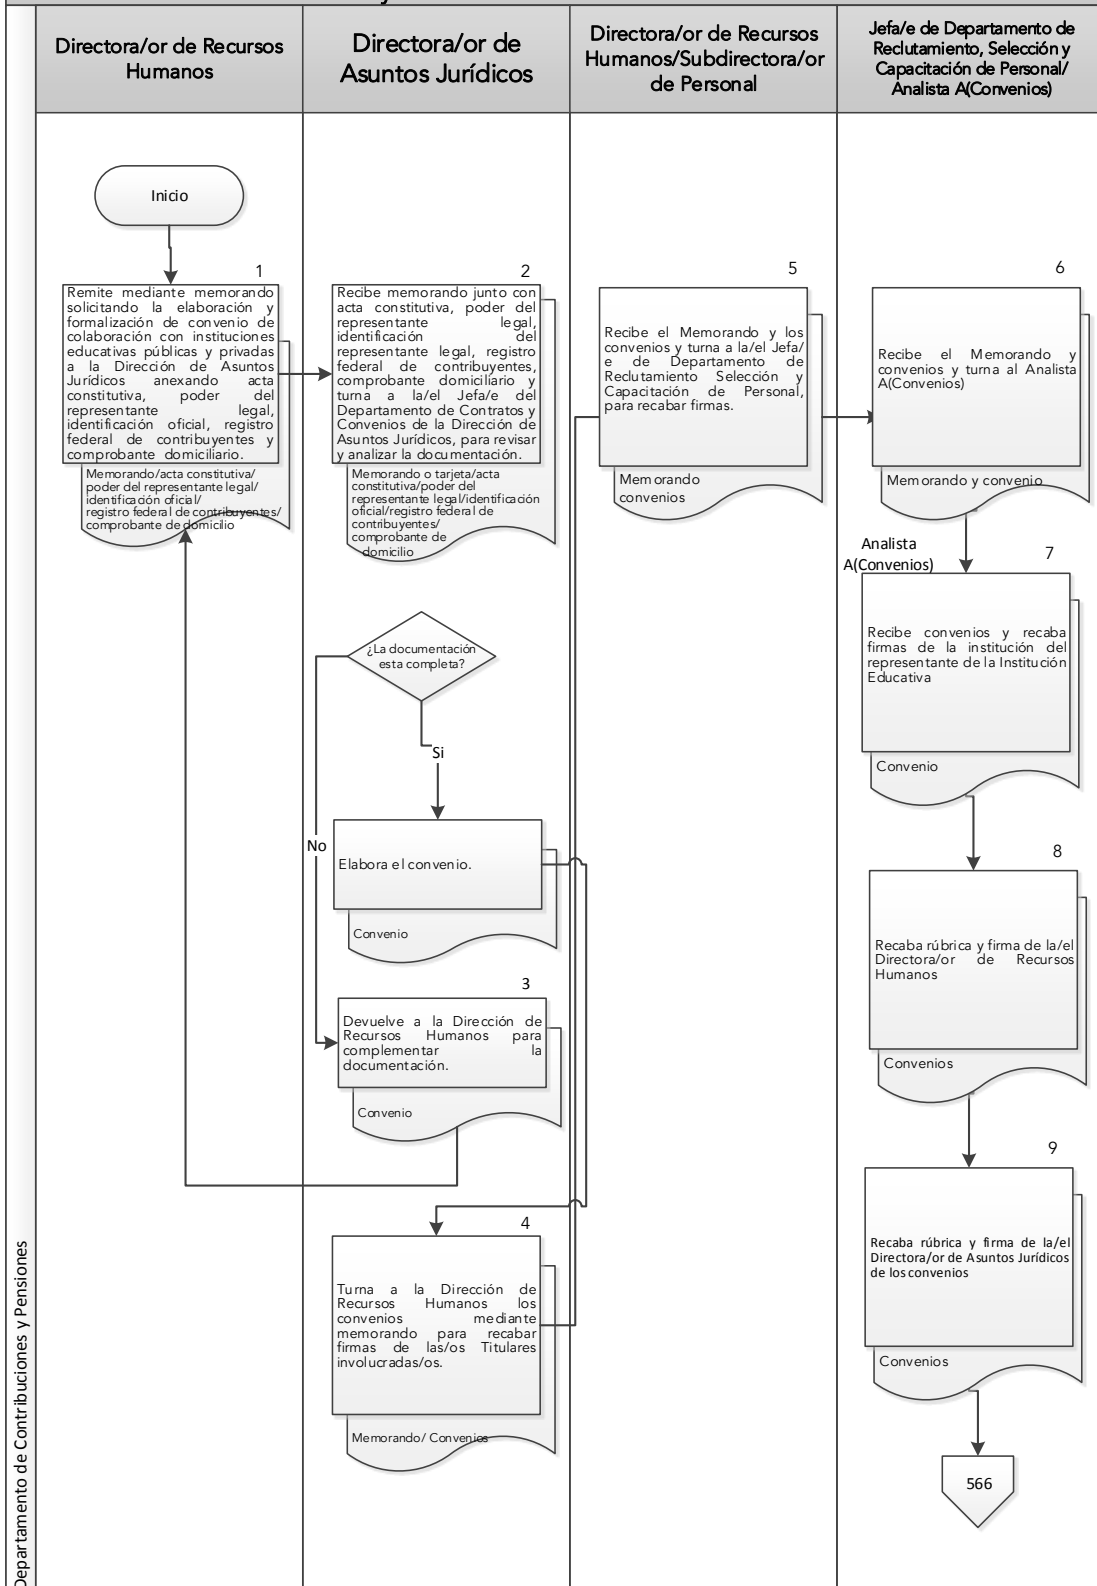 Directora/or de Recursos
Humanos
Directora/or de
Asuntos Jurídicos
Directora/or de Recursos
Humanos/Subdirectora/or
de Personal
Jefa/e de Departamento de
Reclutamiento, Selección y
Capacitación de Personal/
Analista A(Convenios)
Inicio
1
Remite mediante memorando
solicitando la elaboración y
formalización de convenio de
colaboración con instituciones
educativas públicas y privadas
a la Dirección de Asuntos
Jurídicos anexando acta
constitutiva, poder del
representante legal,
identificación oficial, registro
federal de contribuyentes y
comprobante domiciliario.
Memorando/acta constitutiva/
poder del representante legal/
identificación oficial/
registro federal de contribuyentes/
comprobante de domicilio
2
Recibe memorando junto con
acta constitutiva, poder del
representante legal,
identificación del
representante legal, registro
federal de contribuyentes,
comprobante domiciliario y
turna a la/el Jefa/e del
Departamento de Contratos y
Convenios de la Dirección de
Asuntos Jurídicos, para revisar
y analizar la documentación.
Memorando o tarjeta/acta
constitutiva/poder del
representante legal/identificación
oficial/registro federal de
contribuyentes/
comprobante de
domicilio
¿La documentación
esta completa?
Si
No
Elabora el convenio.
Convenio
3
Devuelve a la Dirección de
Recursos Humanos para
complementar la
documentación.
Convenio
4
Turna a la Dirección de
Recursos Humanos los
convenios mediante
memorando para recabar
firmas de las/os Titulares
involucradas/os.
Memorando/ Convenios
5
Recibe el Memorando y los
convenios y turna a la/el Jefa/
e de Departamento de
Reclutamiento Selección y
Capacitación de Personal,
para recabar firmas.
Memorando
convenios
6
Recibe el Memorando y
convenios y turna al Analista
A(Convenios)
Memorando y convenio
Analista
A(Convenios)
7
Recibe convenios y recaba
firmas de la institución del
representante de la Institución
Educativa
Convenio
8
Recaba rúbrica y firma de la/el
Directora/or de Recursos
Humanos
Convenios
9
Recaba rúbrica y firma de la/el
Directora/or de Asuntos Jurídicos
de los convenios
Convenios
566
Departamento de Contribuciones y Pensiones